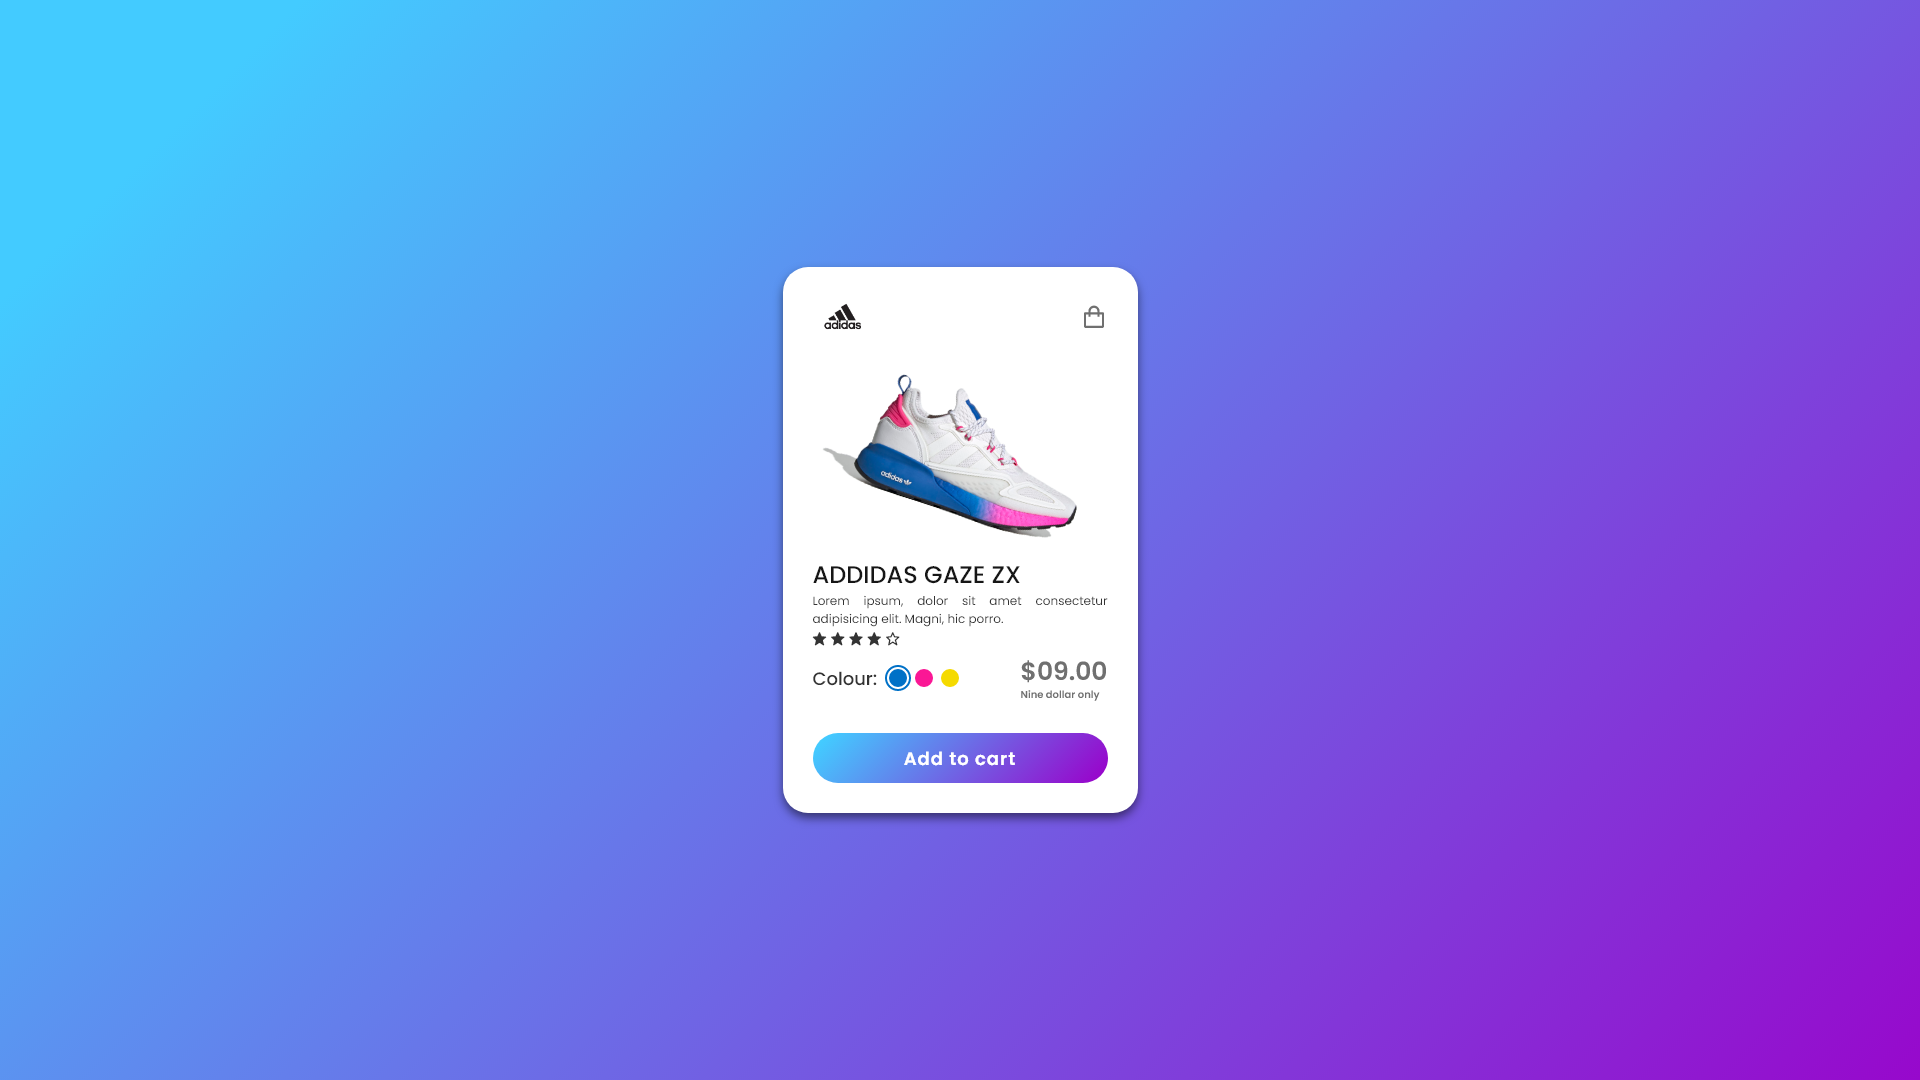 adidas
adidas
ADDIDAS GAZE ZX
Lorem ipsum, dolor sit amet consectetur
adipisicing elit. Magni, hic porro.
Colour:
$09.00
Nine dollar only
Add to cart